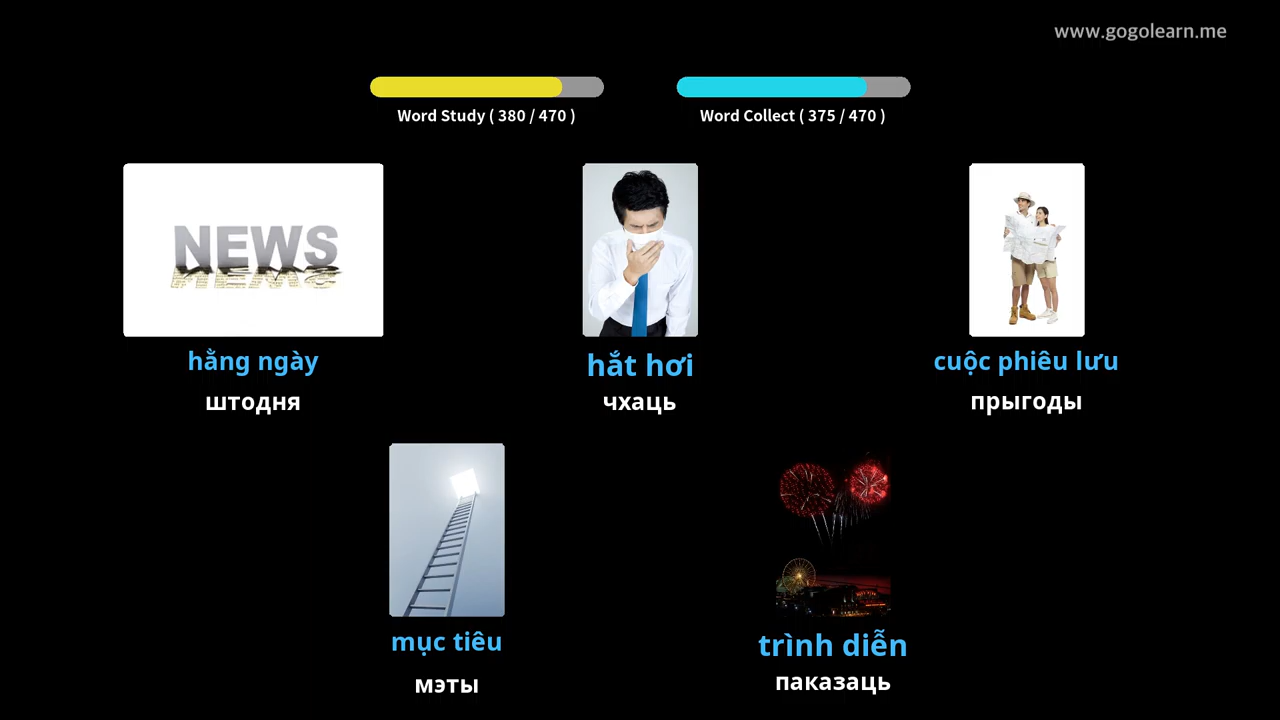 www.gogolearn.me
Word Study ( 380 / 470 )
Word Collect ( 375 / 470 )
NEWS
hằng ngày
штодня
hắt hơi
чхаць
cuộc phiêu lưu
прыгоды
mục tiêu
мэты
trình diễn
паказаць